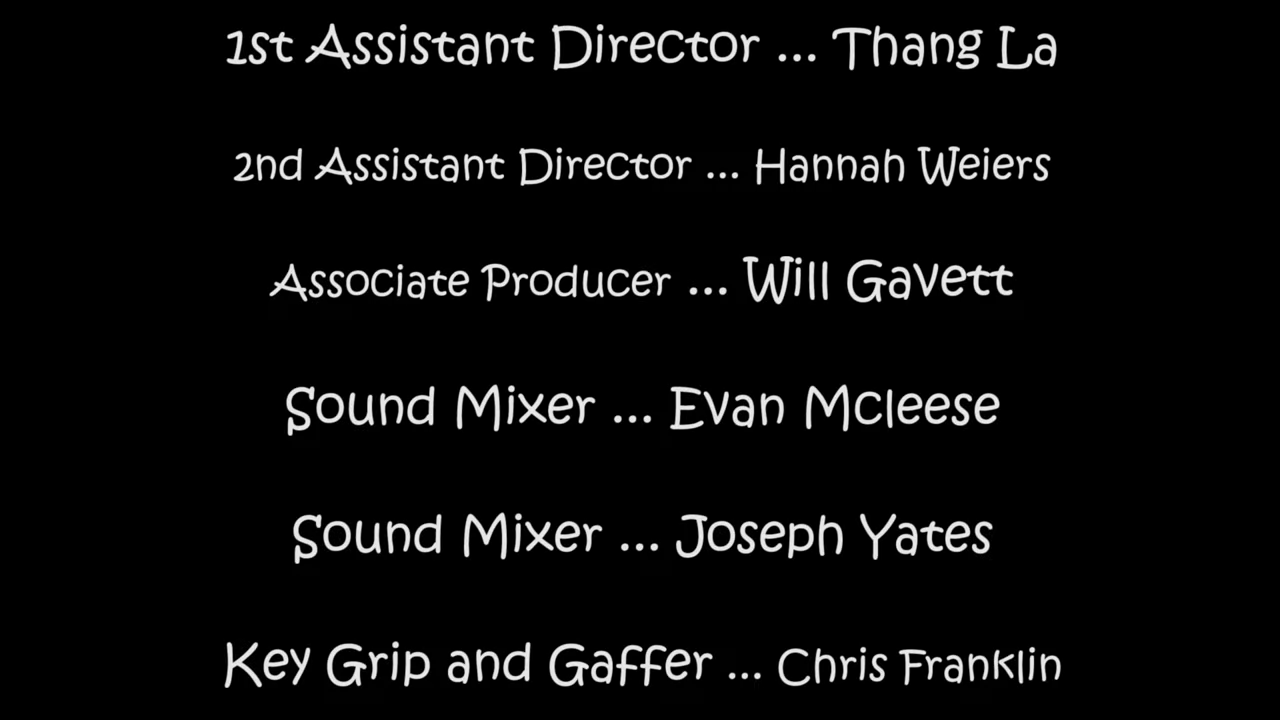 1st Assistant Director ... Thang La
2nd Assistant Director ... Hannah Weiers
Associate Producer ... Will Gavett
Sound Mixer ... Evan Mcleese
Sound Mixer ... Joseph Yates
Key Grip and Gaffer ... Chris Franklin